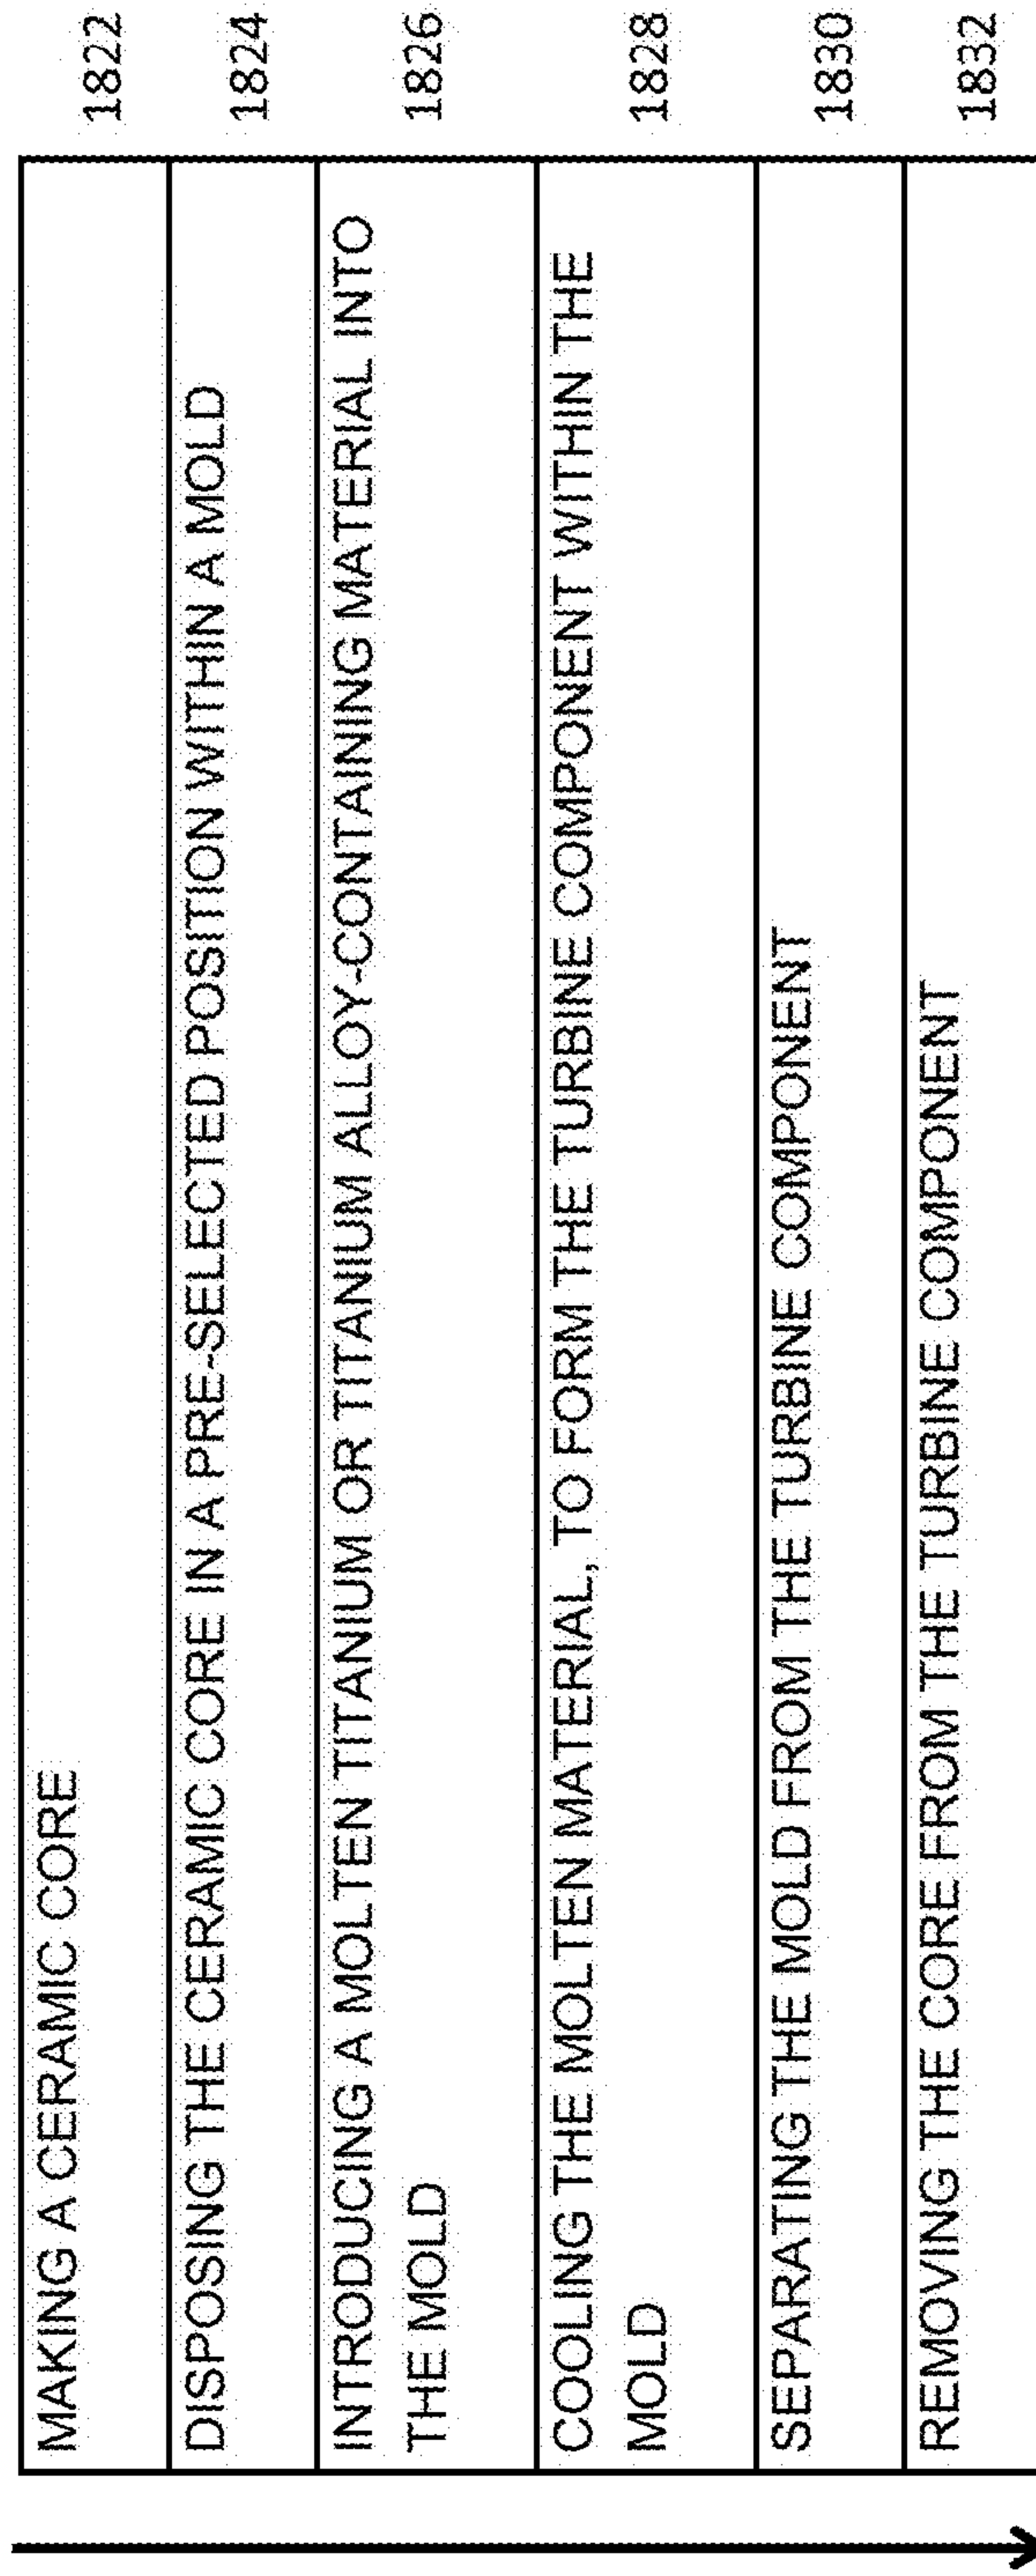 MAKING A CERAMIC CORE
1822
DISPOSING THE CERAMIC CORE IN A PRE-SELECTED POSITION WITHIN A MOLD
1824
INTRODUCING A MOLTEN TITANIUM OR TITANIUM ALLOY-CONTAINING MATERIAL INTO
THE MOLD
1826
COOLING THE MOLTEN MATERIAL, TO FORM THE TURBINE COMPONENT WITHIN THE
MOLD
1828
SEPARATING THE MOLD FROM THE TURBINE COMPONENT
1830
REMOVING THE CORE FROM THE TURBINE COMPONENT
1832